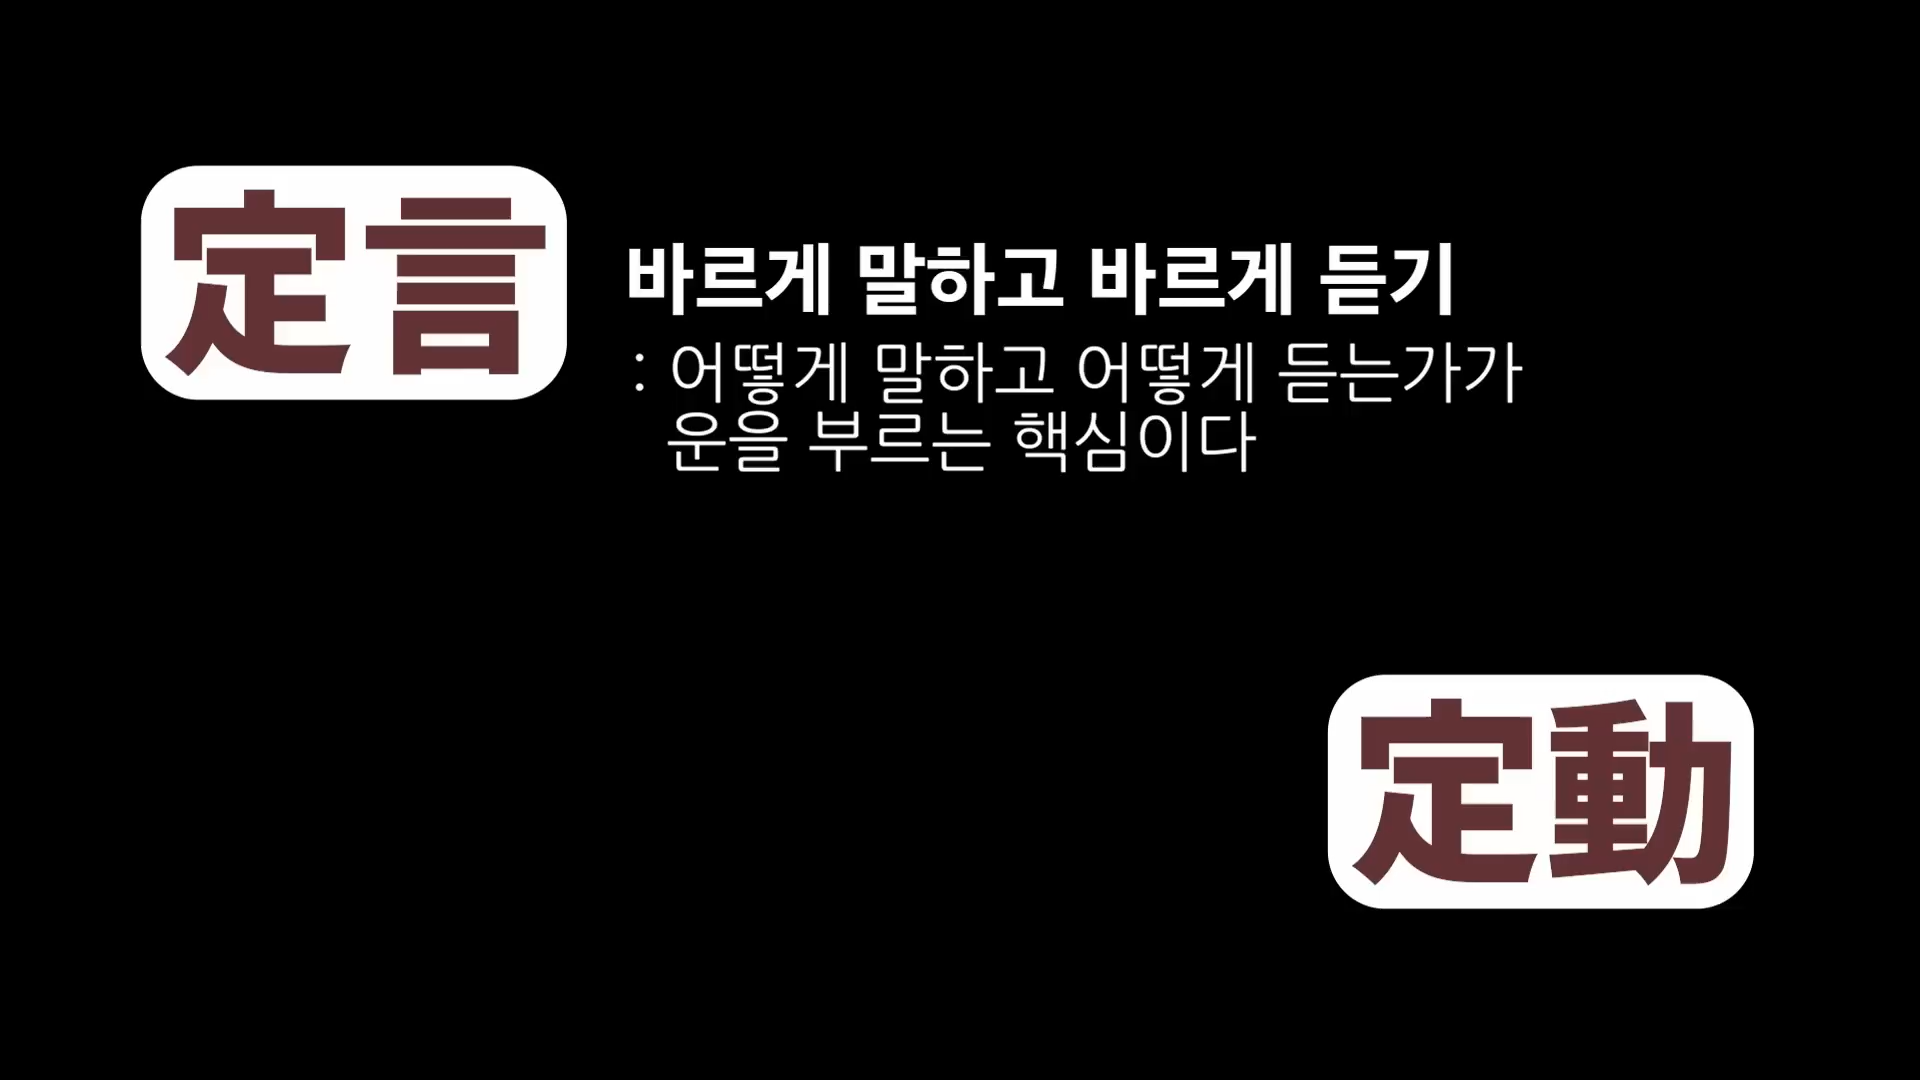 定言
바르게 말하고 바르게 듣기
: 어떻게 말하고 어떻게 듣는가가
운을 부르는 핵심이다
定動